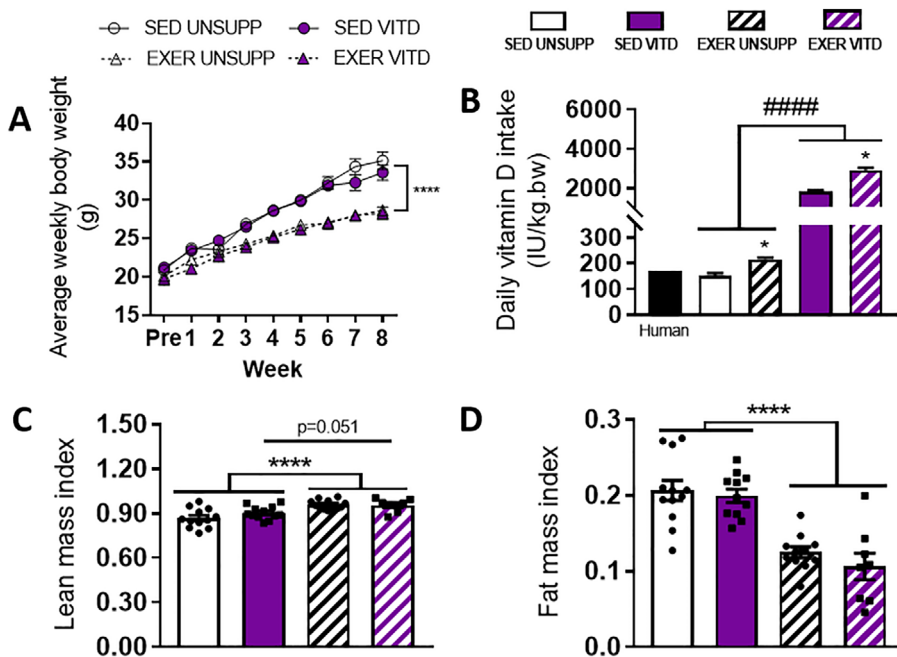 SED UNSUPP SED VITD
EXER UNSUPP EXER VITD
SED UNSUPP SED VITD EXER UNSUPP EXER VITD
A
Average weekly body weight
(g)
40
35
30
25
20
15
****
Pre 1 2 3 4 5 6 7 8
Week
B
Daily vitamin D intake
(IU/kg.bw)
6000
4000
2000
300
200
100
0
####
*
*
Human
C
Lean mass index
1.50
1.20
0.90
0.60
0.30
0.00
p=0.051
****
D
Fat mass index
0.3
0.2
0.1
0.0
****